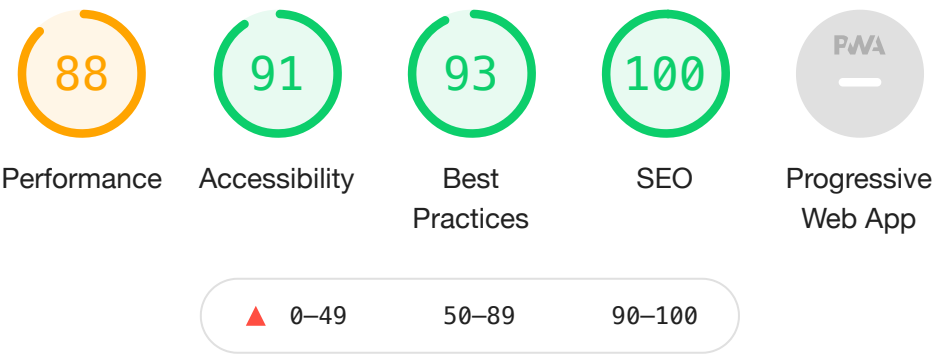 88 91 93 100 PWA
Performance Accessibility Best Practices SEO Progressive Web App
0–49 50–89 90–100